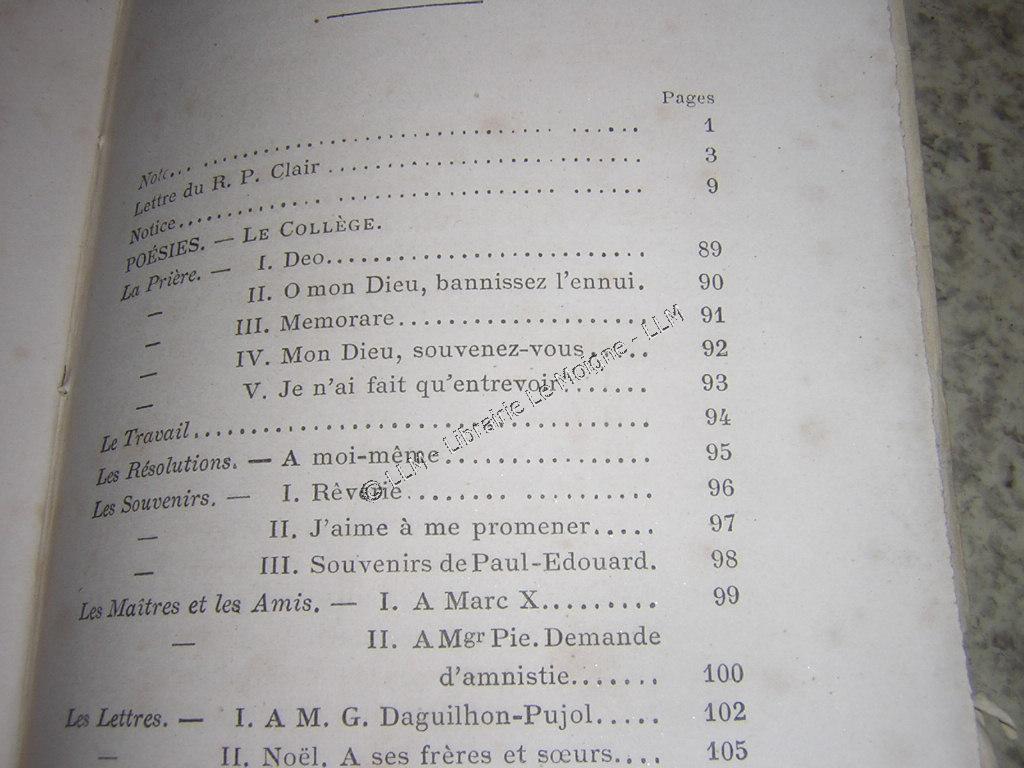 Pages
Note... ........................................ 1
Lettre du R. P. Clair .............................. 3
Notice.................................... 9
POÉSIES. — LE COLLÈGE.
La Prière. — I. Deo............................ 89
— II. O mon Dieu, bannissez l'ennui. 90
— III. Memorare...................... 91
— IV. Mon Dieu, souvenez-vous..... 92
— V. Je n'ai fait qu'entrevoir....... 93
Le Travail........................................ 94
Les Résolutions. — A moi-même.................. 95
Les Souvenirs. — I. Rêverie........ ........... 96
— II. J'aime à me promener..... 97
— III. Souvenirs de Paul-Edouard. 98
Les Maîtres et les Amis. — I. A Marc X......... 99
— II. A Mgr Pie. Demande
d'amnistie....... 100
Les Lettres. — I. A M. G. Daguilhon-Pujol..... 102
— II. Noël. A ses frères et sœurs.... 105
© -LLM - Librairie Le Moigne - LLM